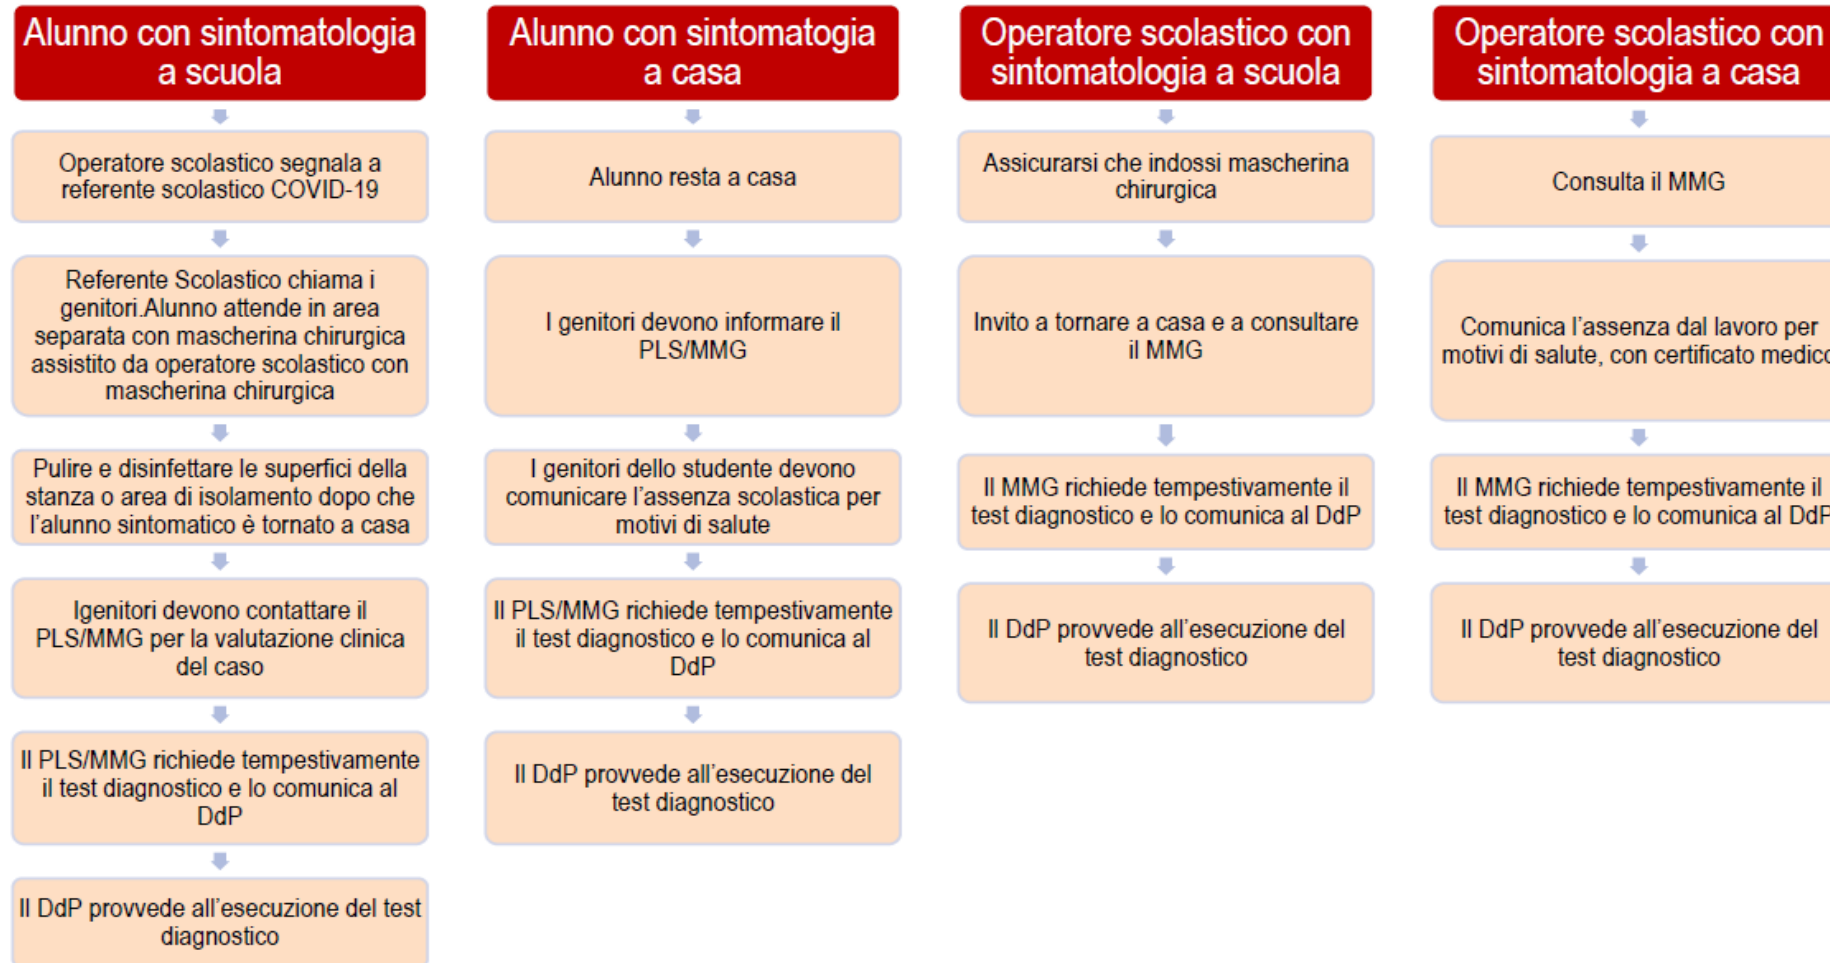 Alunno con sintomatologia
a scuola
Operatore scolastico segnala a
referente scolastico COVID-19
Referente Scolastico chiama i
genitori.Alunno attende in area
separata con mascherina chirurgica
assistito da operatore scolastico con
mascherina chirurgica
Pulire e disinfettare le superfici della
stanza o area di isolamento dopo che
l'alunno sintomatico è tornato a casa
Igenitori devono contattare il
PLS/MMG per la valutazione clinica
del caso
Il PLS/MMG richiede tempestivamente
il test diagnostico e lo comunica al
DdP
Il DdP provvede all'esecuzione del test
diagnostico
Alunno con sintomatogia
a casa
Alunno resta a casa
I genitori devono informare il
PLS/MMG
I genitori dello studente devono
comunicare l'assenza scolastica per
motivi di salute
Il PLS/MMG richiede tempestivamente
il test diagnostico e lo comunica al
DdP
Il DdP provvede all'esecuzione del
test diagnostico
Operatore scolastico con
sintomatologia a scuola
Assicurarsi che indossi mascherina
chirurgica
Invito a tornare a casa e a consultare
il MMG
Il MMG richiede tempestivamente il
test diagnostico e lo comunica al DdP
Il DdP provvede all'esecuzione del
test diagnostico
Operatore scolastico con
sintomatologia a casa
Consulta il MMG
Comunica l'assenza dal lavoro per
motivi di salute, con certificato medico
Il MMG richiede tempestivamente il
test diagnostico e lo comunica al DdP
Il DdP provvede all'esecuzione del
test diagnostico